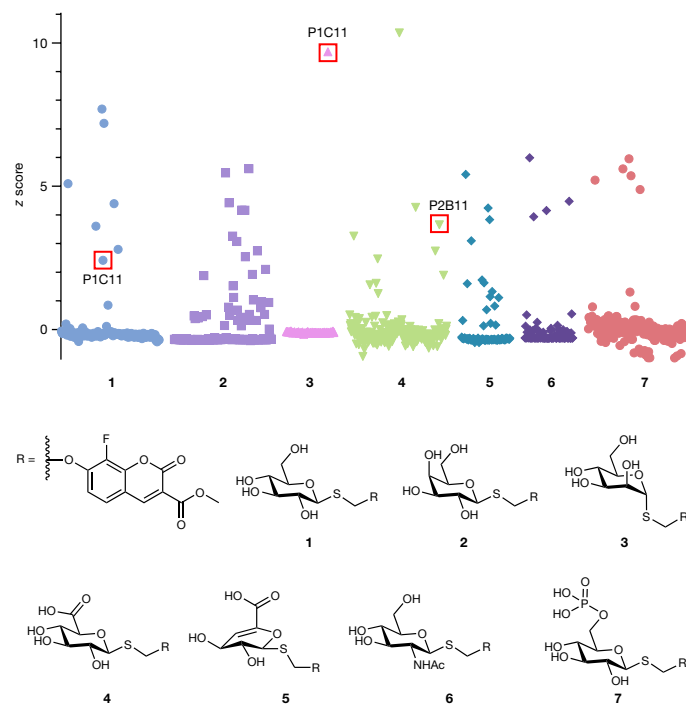 P1C11
10
z score
5
P2B11
P1C11
0
1 2 3 4 5 6 7
R = O F O O O O
HO HO HO OH O S R
1
OH OH HO OH O S R
2
OH HO HO OH O S R
3
HO O HO HO OH O S R
4
HO O HO OH O S R
5
HO HO HO NHAc O S R
6
HO HO P O O HO HO OH O S R
7